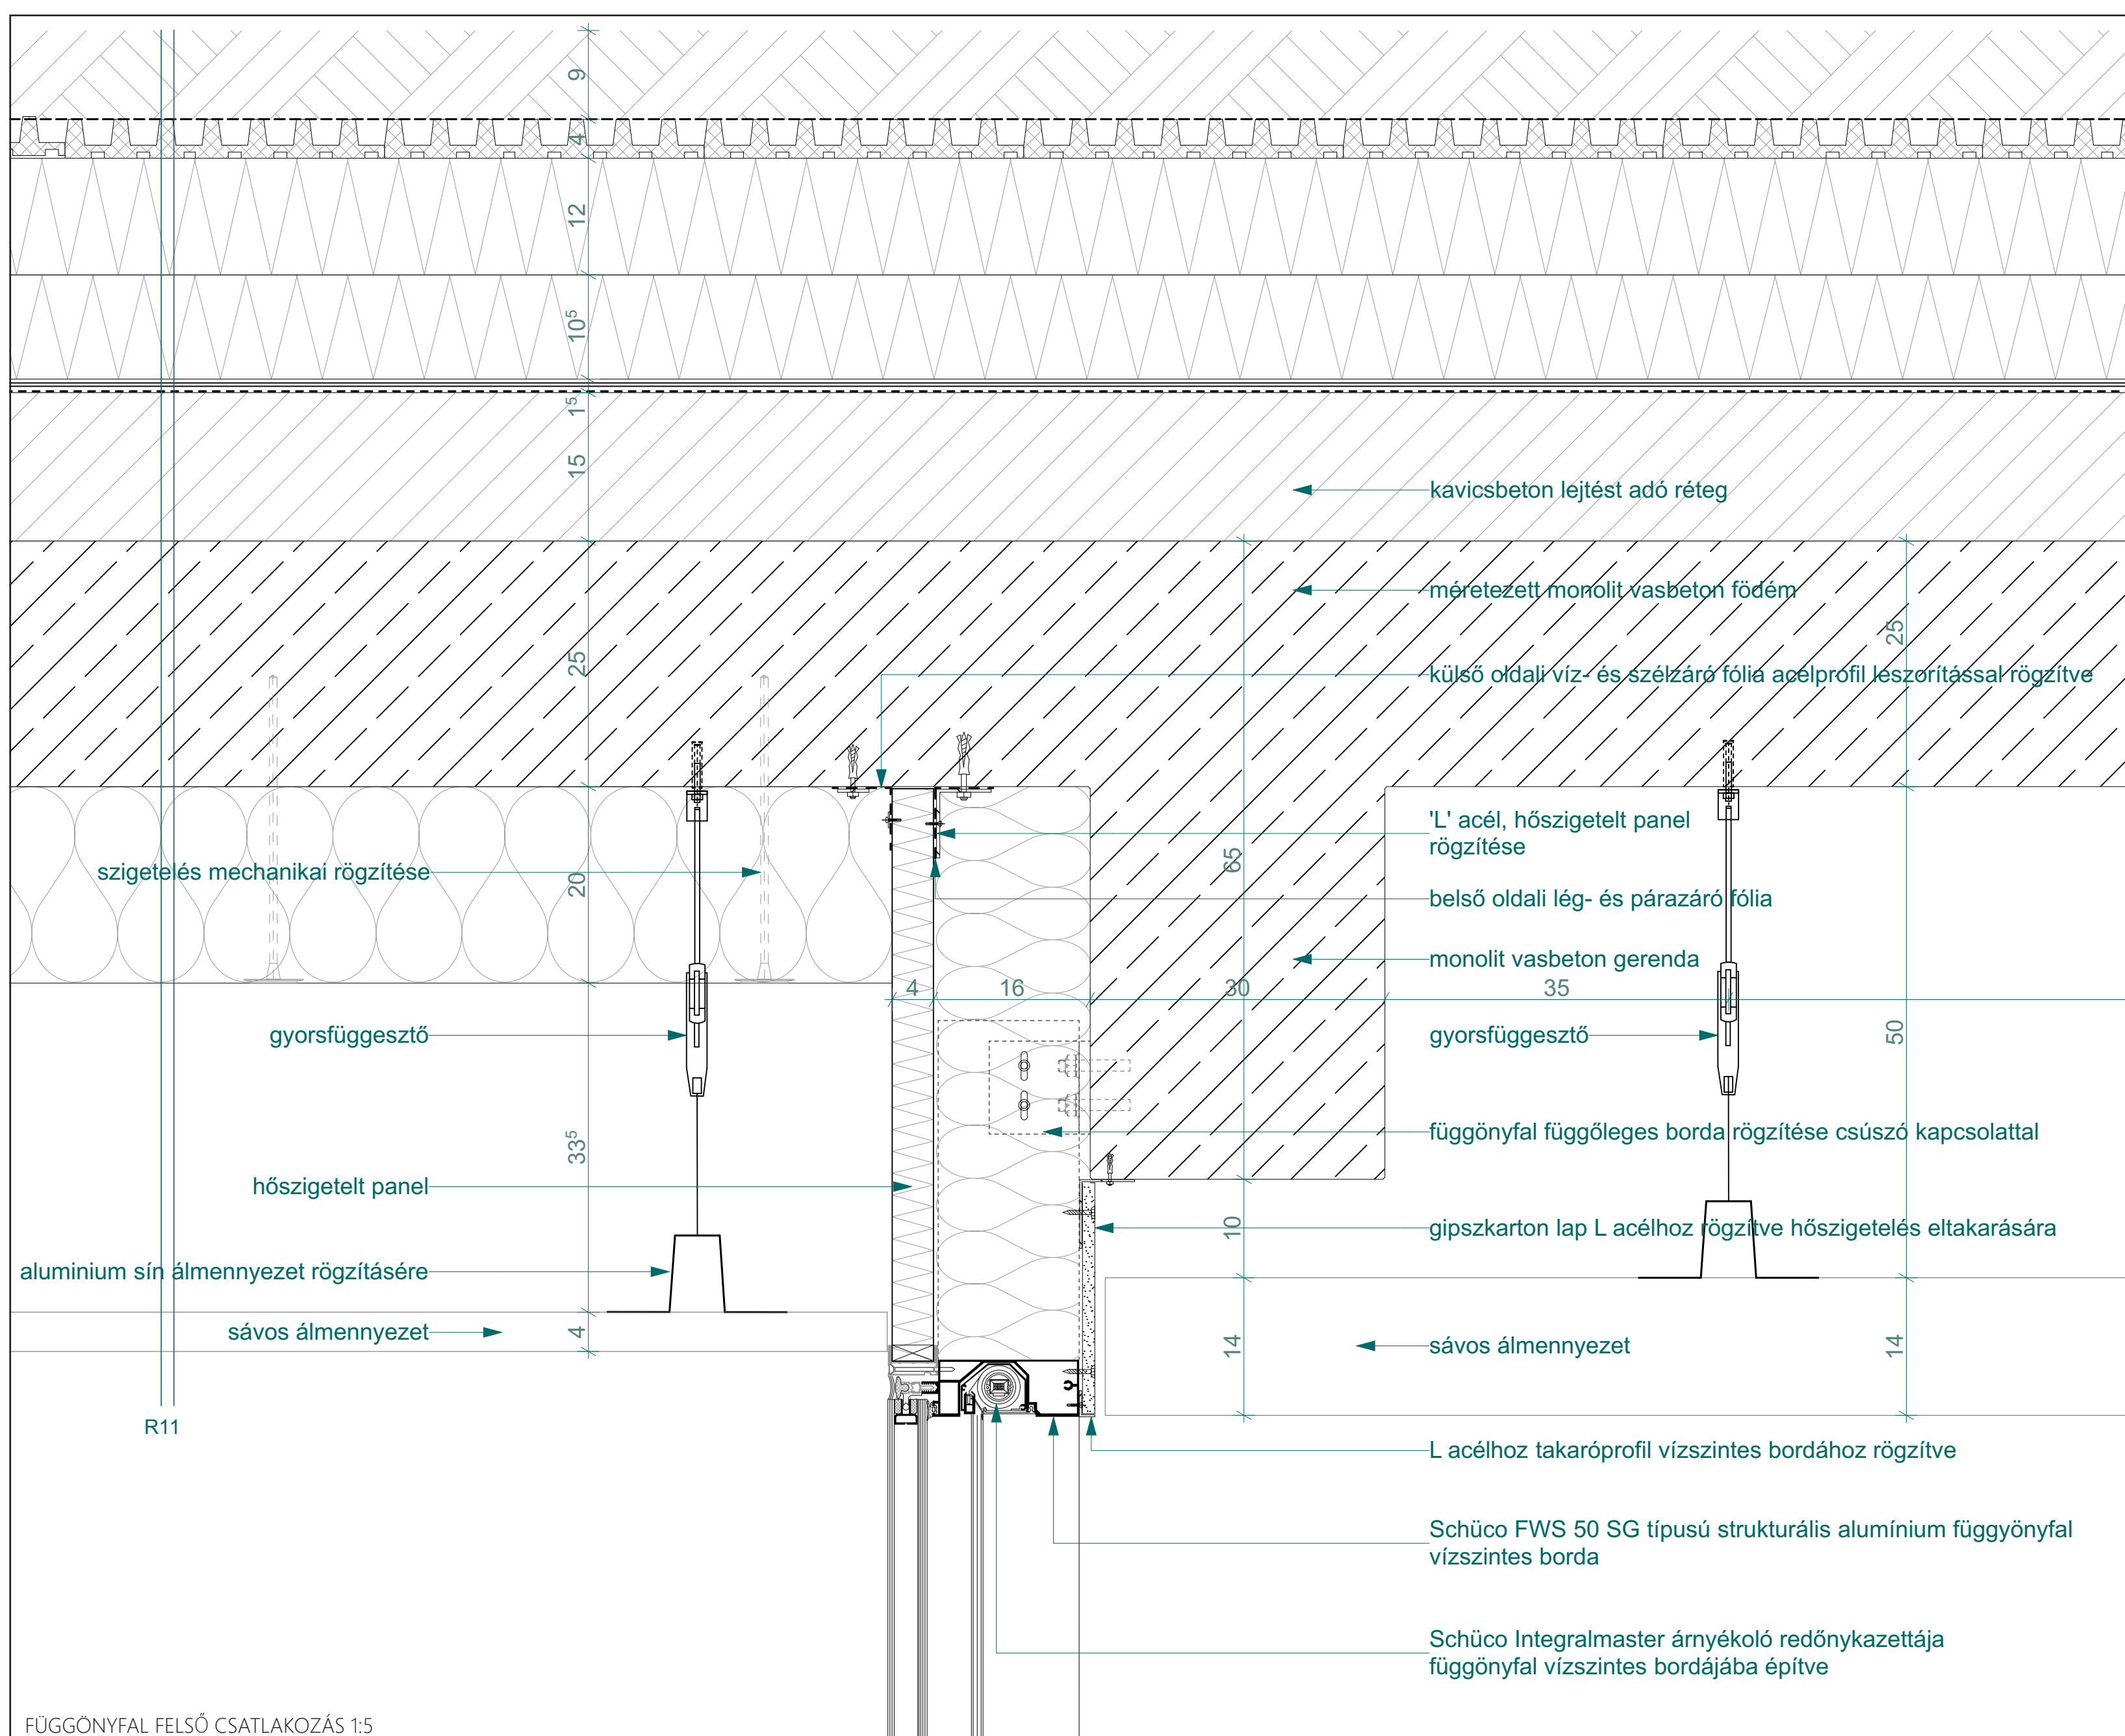 9
4
12
10⁵
1⁵
15
kavicsbeton lejtést adó réteg
méretezett monolit vasbeton födém
25
25
külső oldali víz- és szélzáró fólia acélprofil leszorítással rögzítve
'L' acél, hőszigetelt panel
rögzítése
65
szigetelés mechanikai rögzítése
20
belső oldali lég- és párazáró fólia
monolit vasbeton gerenda
4
16
30
35
gyorsfüggesztő
gyorsfüggesztő
50
függönyfal függőleges borda rögzítése csúszó kapcsolattal
33⁵
hőszigetelt panel
10
gipszkarton lap L acélhoz rögzítve hőszigetelés eltakarására
aluminium sín álmennyezet rögzításére
sávos álmennyezet
4
14
sávos álmennyezet
14
R11
L acélhoz takaróprofil vízszintes bordához rögzítve
Schüco FWS 50 SG típusú strukturális alumínium függyönyfal
vízszintes borda
Schüco Integralmaster árnyékoló redőnykazettája
függönyfal vízszintes bordájába építve
FÜGGÖNYFAL FELSŐ CSATLAKOZÁS 1:5